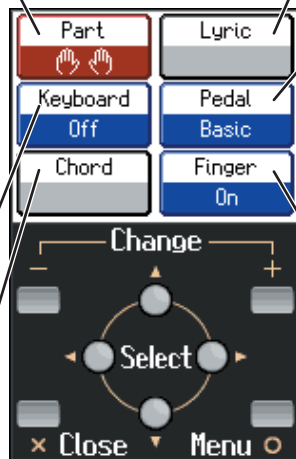 Part Lyric
Keyboard Pedal
Off Basic
Chord Finger
On
Change
− +
Select
× Close Menu ○